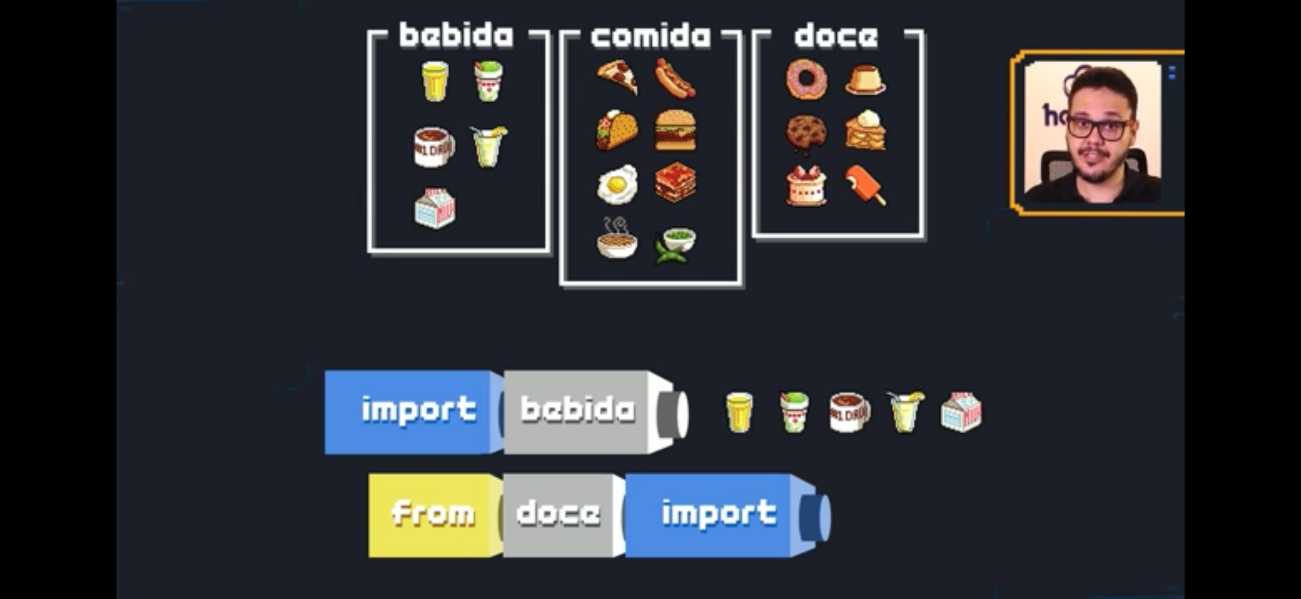 bebida
comida
doce
import bebida
from doce import